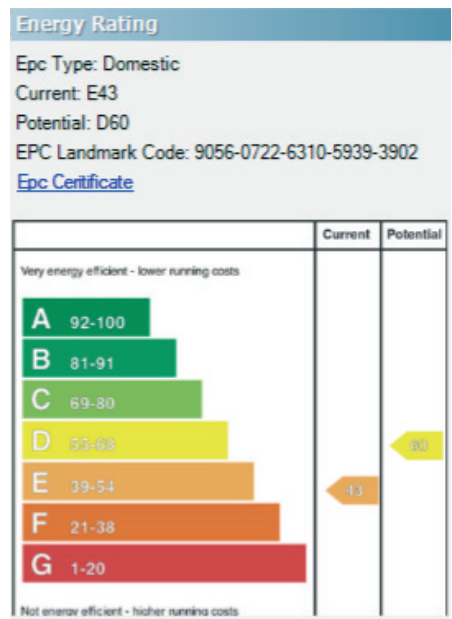 Energy Rating
Epc Type: Domestic
Current: E43
Potential: D60
EPC Landmark Code: 9056-0722-6310-5939-3902
Epc Ceritificate
Current Potential
Very energy efficient - lower running costs
A 92-100
B 81-91
C 69-80
D 55-68 60
E 39-54 43
F 21-38
G 1-20
Not energy efficient - higher running costs